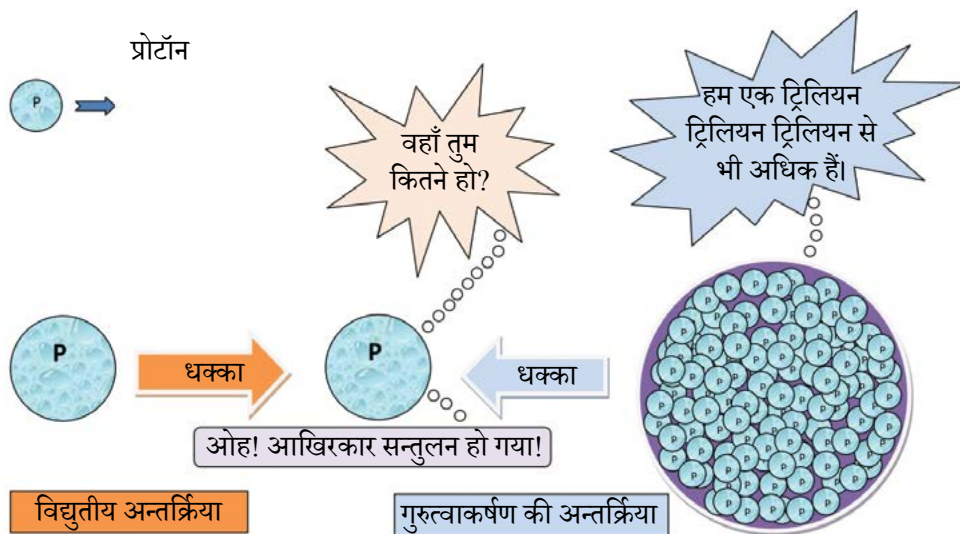 प्रोटॉन
P
वहाँ तुम
कितने हो?
हम एक ट्रिलियन
ट्रिलियन ट्रिलियन से
भी अधिक हैं।
P
धक्का
P
धक्का
ओह! आखिरकार सन्तुलन हो गया!
विद्युतीय अन्तर्क्रिया
गुरुत्वाकर्षण की अन्तर्क्रिया